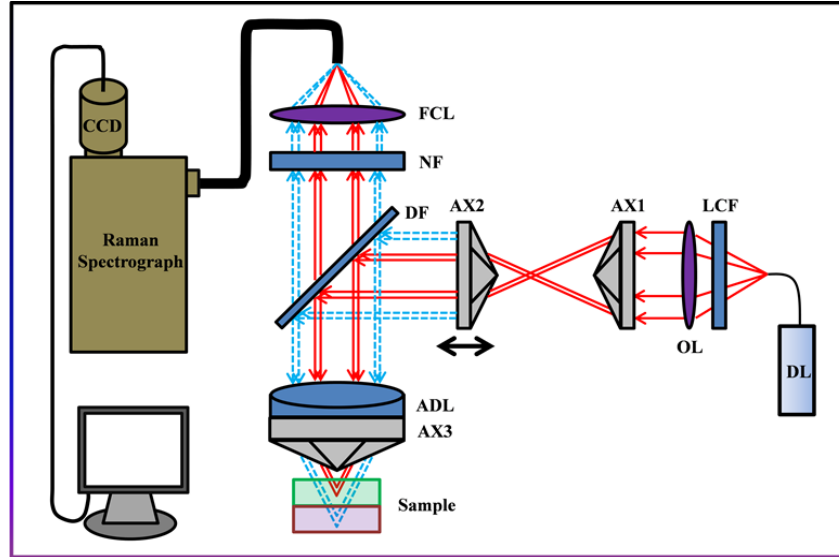 CCD
FCL
NF
DF
AX2
AX1
LCF
Raman
Spectrograph
OL
DL
ADL
AX3
Sample